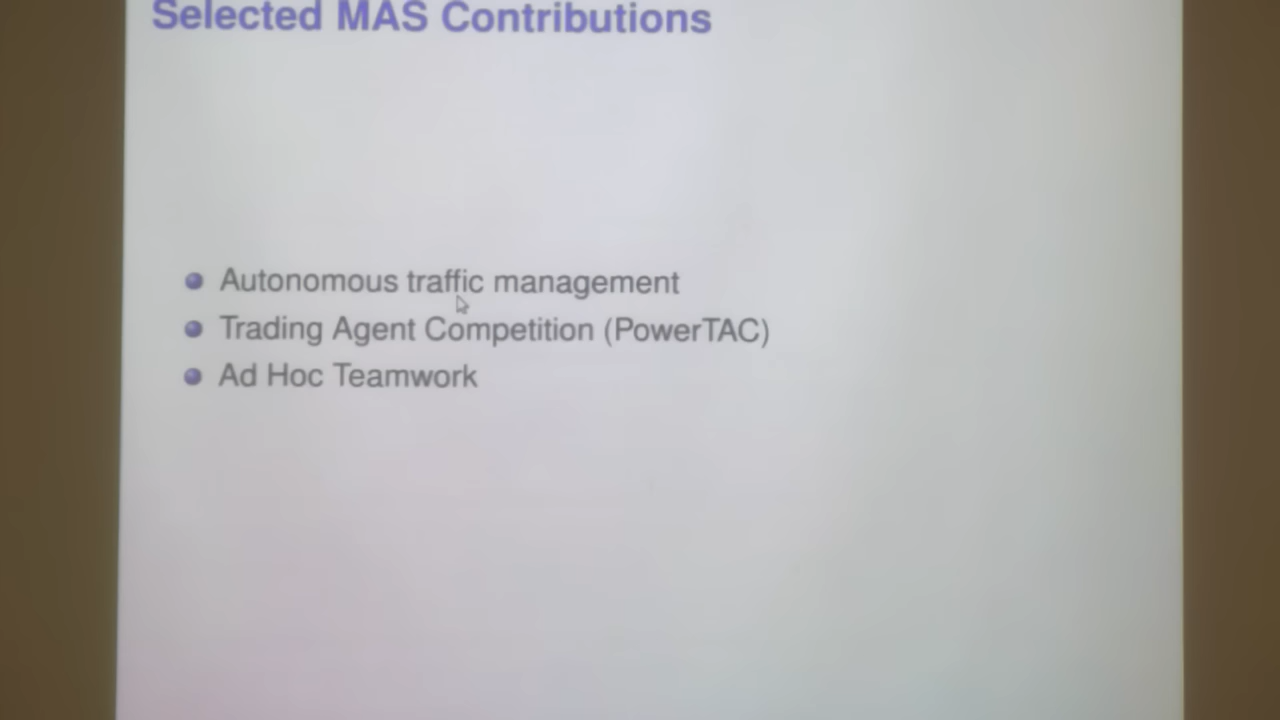 Selected MAS Contributions
Autonomous traffic management
Trading Agent Competition (PowerTAC)
Ad Hoc Teamwork